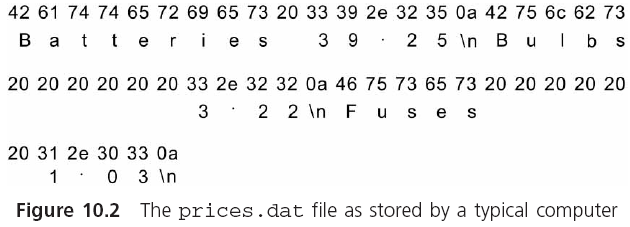 42 61 74 74 65 72 69 65 73 20 33 39 2e 32 35 0a 42 75 6c 62 73
B a t t e r i e s 3 9 . 2 5 \n B u l b s
20 20 20 20 20 20 33 2e 32 32 0a 46 75 73 65 73 20 20 20 20 20
3 . 2 2 \n F u s e s
20 31 2e 30 33 0a
1 . 0 3 \n
Figure 10.2 The prices.dat file as stored by a typical computer